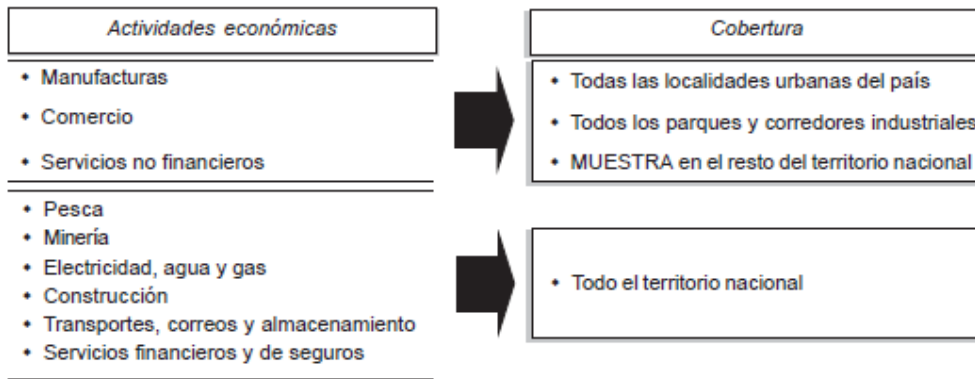 Actividades económicas
Cobertura
• Manufacturas
• Comercio
• Servicios no financieros
• Todas las localidades urbanas del país
• Todos los parques y corredores industriales
• MUESTRA en el resto del territorio nacional
• Pesca
• Minería
• Electricidad, agua y gas
• Construcción
• Transportes, correos y almacenamiento
• Servicios financieros y de seguros
• Todo el territorio nacional